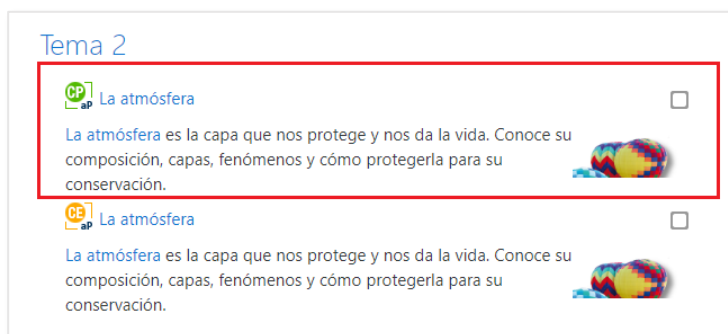 Tema 2
CP aP La atmósfera
La atmósfera es la capa que nos protege y nos da la vida. Conoce su
composición, capas, fenómenos y cómo protegerla para su
conservación.
CE aP La atmósfera
La atmósfera es la capa que nos protege y nos da la vida. Conoce su
composición, capas, fenómenos y cómo protegerla para su
conservación.